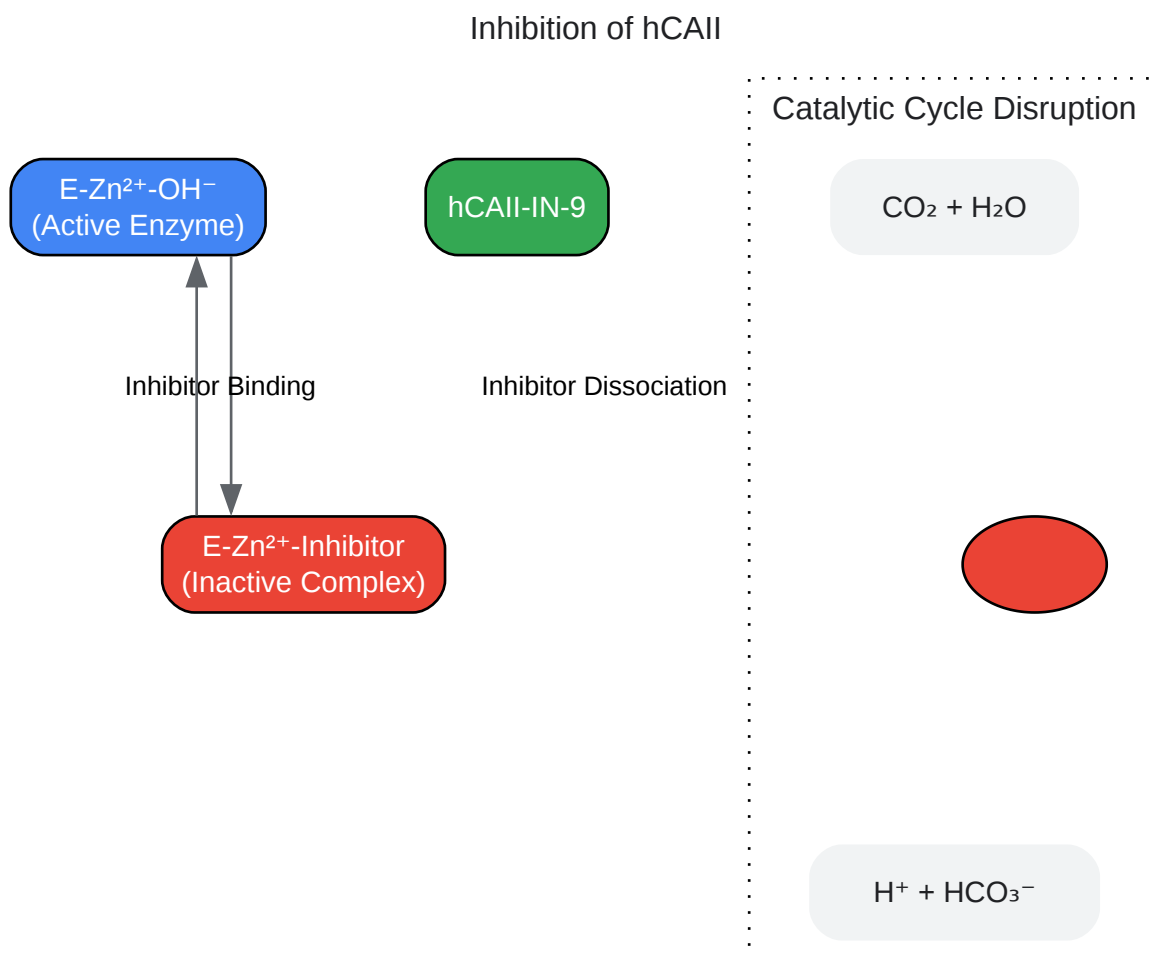 Inhibition of hCAII
Catalytic Cycle Disruption
E-Zn²⁺-OH⁻
(Active Enzyme)
hCAII-IN-9
CO₂ + H₂O
Inhibitor Binding
Inhibitor Dissociation
E-Zn²⁺-Inhibitor
(Inactive Complex)
H⁺ + HCO₃⁻